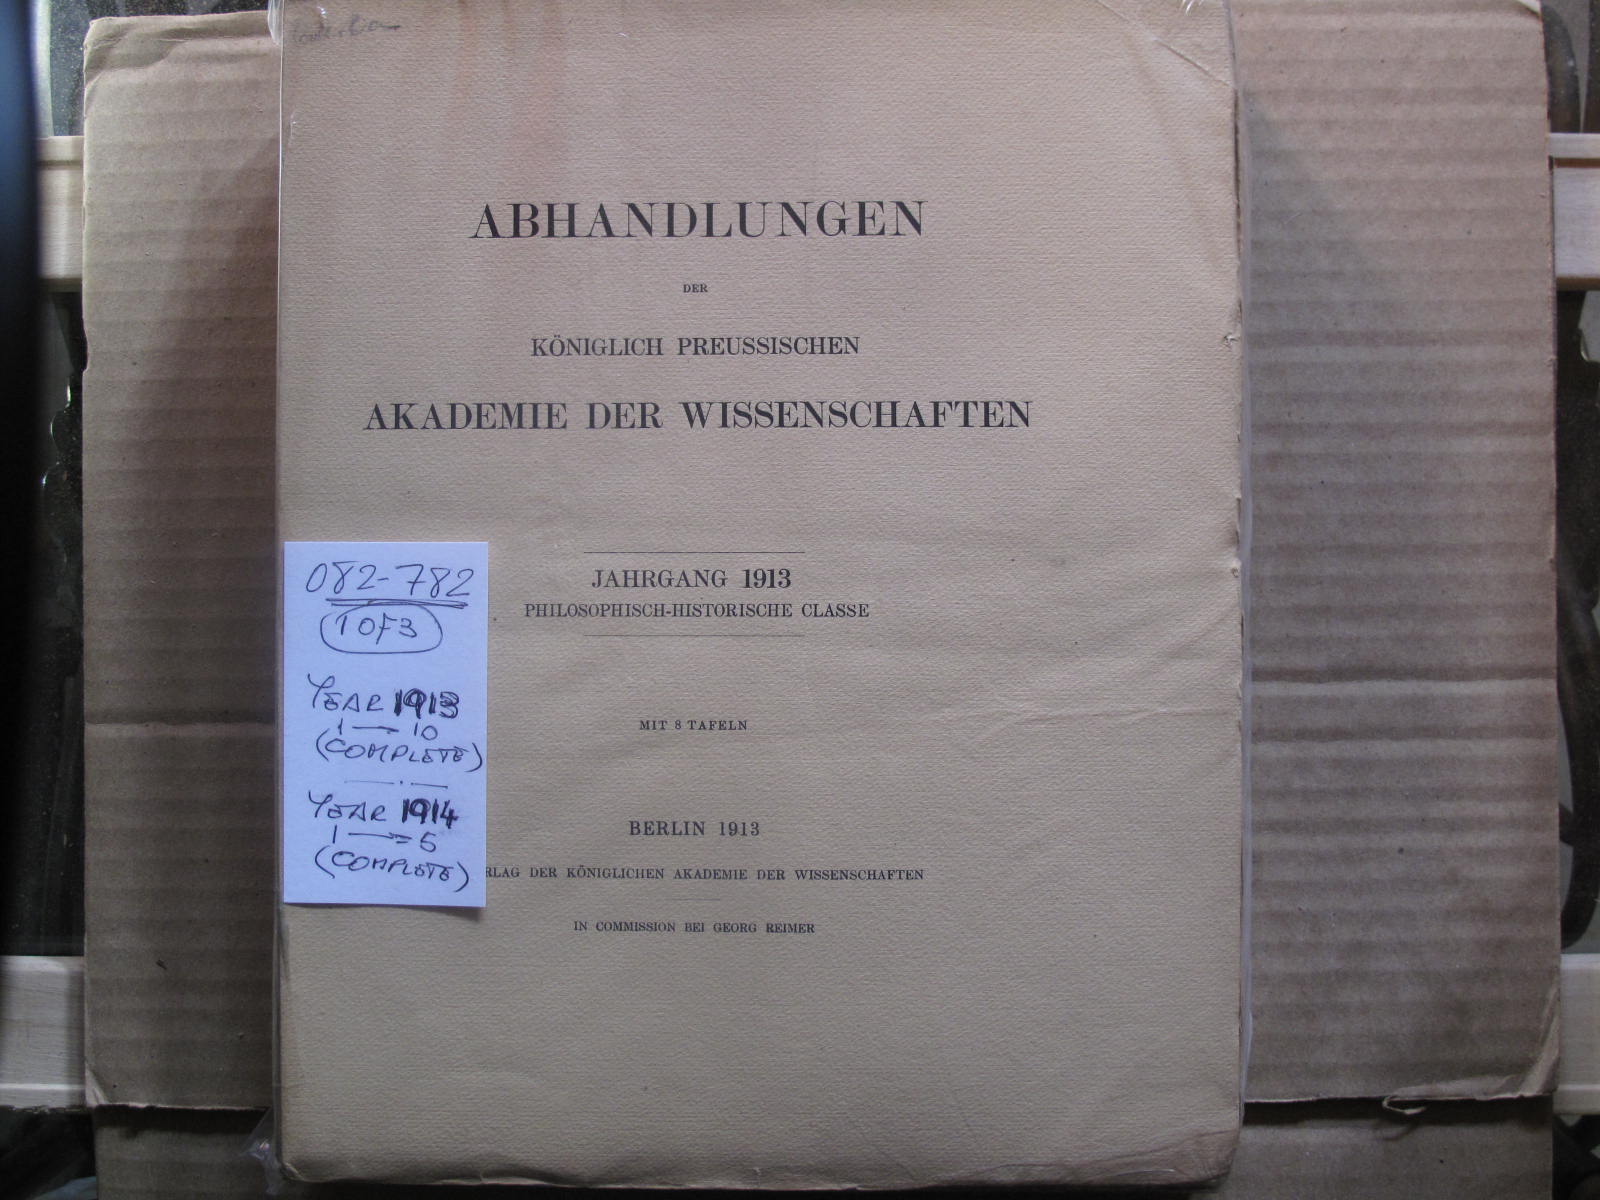 ABHANDLUNGEN
DER
KÖNIGLICH PREUSSISCHEN
AKADEMIE DER WISSENSCHAFTEN
JAHRGANG 1913
PHILOSOPHISCH-HISTORISCHE CLASSE
MIT 8 TAFELN
BERLIN 1913
RLAG DER KÖNIGLICHEN AKADEMIE DER WISSENSCHAFTEN
IN COMMISSION BEI GEORG REIMER
082-782
1 OF 3
YEAR 1913
1 → 10
(COMPLETE)
YEAR 1914
1 → 5
(COMPLETE)